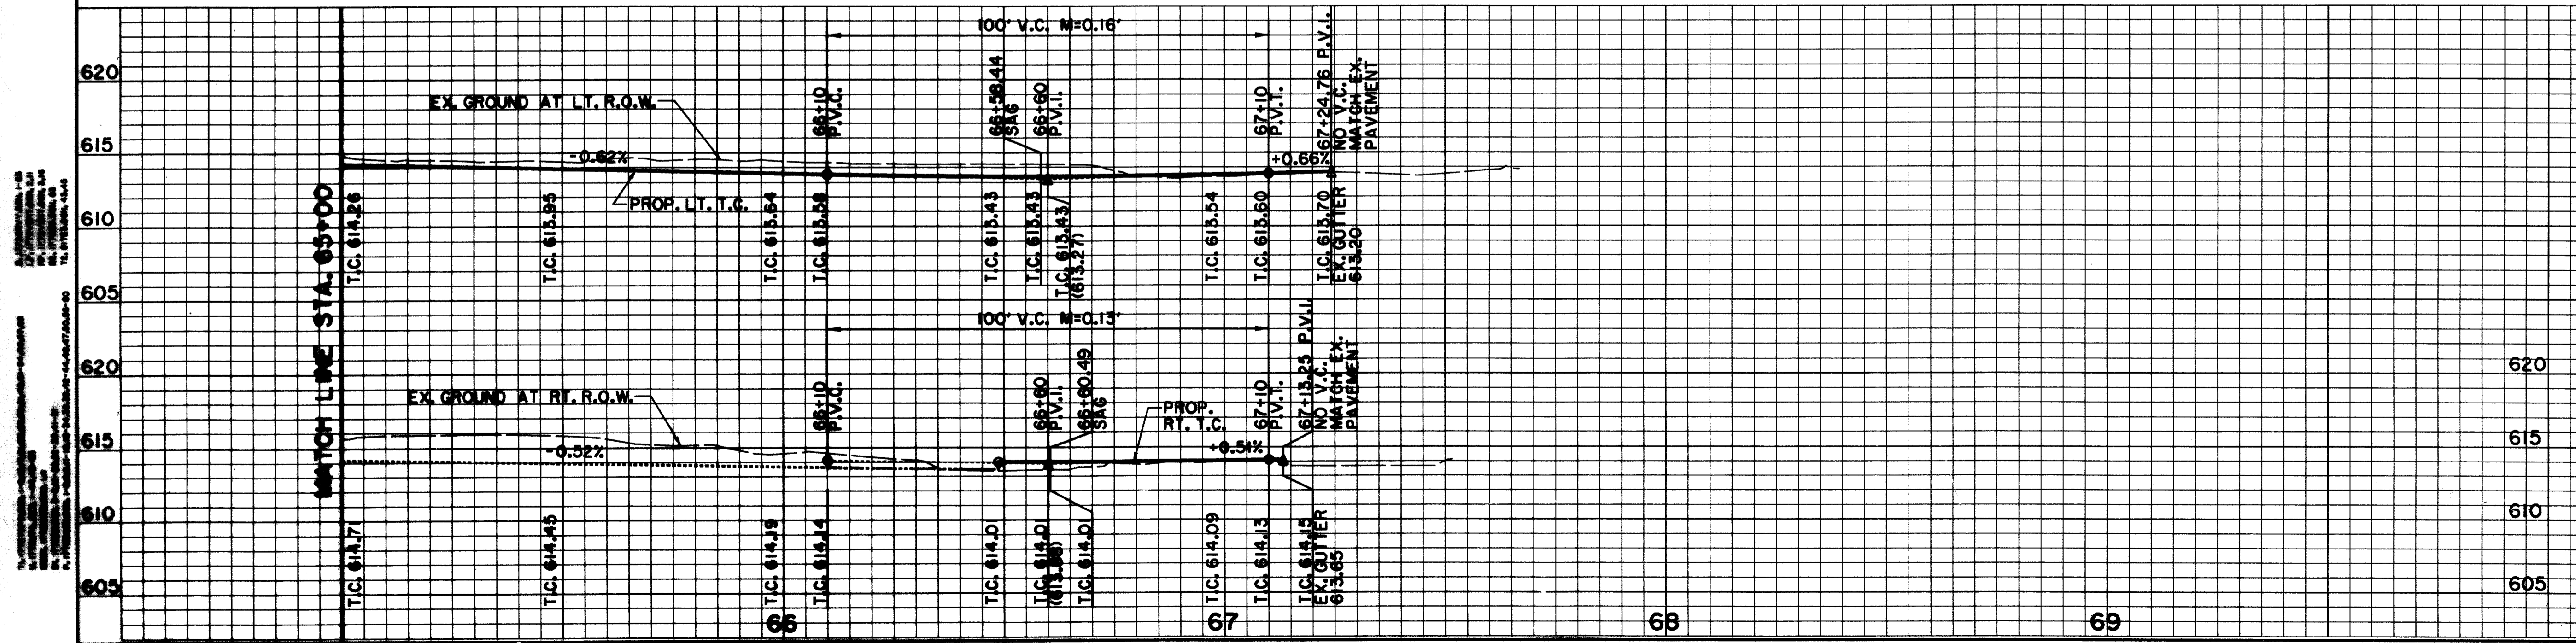 100' V.C. M=0.16'
620
615
610
605
EX. GROUND AT LT. R.O.W.
-0.62%
PROP. LT. T.C.
66+10
P.V.C.
66+58.44
SAG
66+60
P.V.I.
67+10
P.V.T.
+0.66%
67+24.76 P.V.I.
NO V.C.
MATCH EX.
PAVEMENT
T.C. 614.26
T.C. 613.95
T.C. 613.64
T.C. 613.58
T.C. 613.43
T.C. 613.43
T.C. 613.43
(613.27)
T.C. 613.54
T.C. 613.60
T.C. 613.70
EX. GUTTER
613.20
MATCH LINE STA. 65+00
100' V.C. M=0.13'
620
615
610
605
EX. GROUND AT RT. R.O.W.
-0.52%
66+10
P.V.C.
66+60
P.V.I.
66+60.49
SAG
PROP.
RT. T.C.
+0.51%
67+10
P.V.T.
67+13.25 P.V.I.
NO V.C.
MATCH EX.
PAVEMENT
T.C. 614.71
T.C. 614.45
T.C. 614.19
T.C. 614.14
T.C. 614.01
T.C. 614.01
T.C. 614.01
T.C. 614.09
T.C. 614.13
T.C. 614.15
EX. GUTTER
613.65
620
615
610
605
66
67
68
69